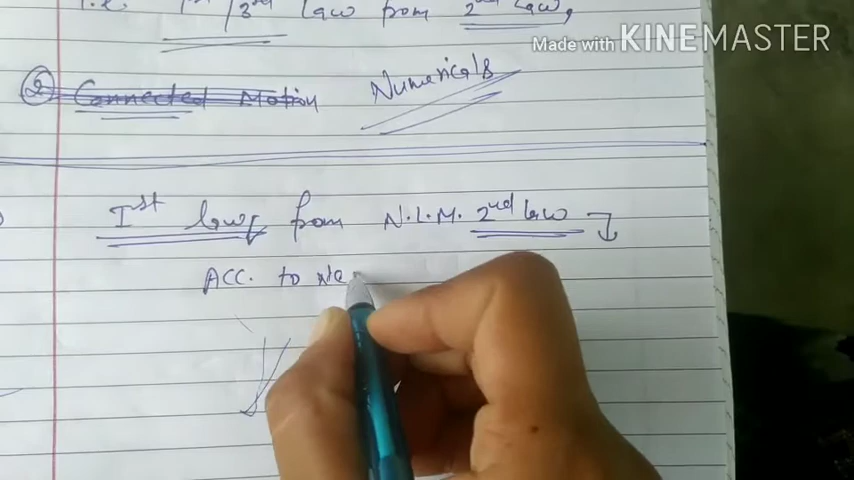 i.e. 1st/3rd law from 2nd law,
Made with KINEMASTER
② Connected Motion Numericals
Ist law from N.L.M. 2nd law
Acc. to Ne